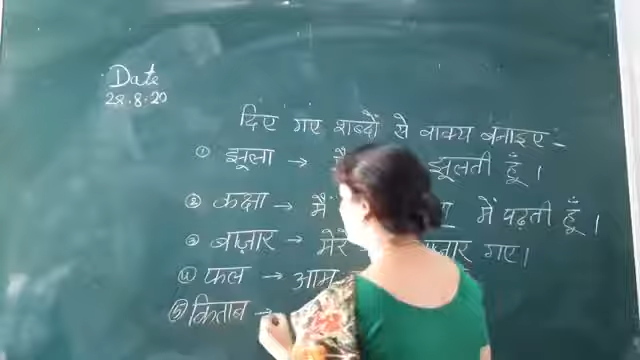 Date
28.8.20
दिए गए शब्दों से वाक्य बनाइए -
① झूला → झूलती हूँ ।
② कक्षा → मैं में पढ़ती हूँ ।
③ बाज़ार → मेरे गए।
④ फल → आम
⑤ किताब →